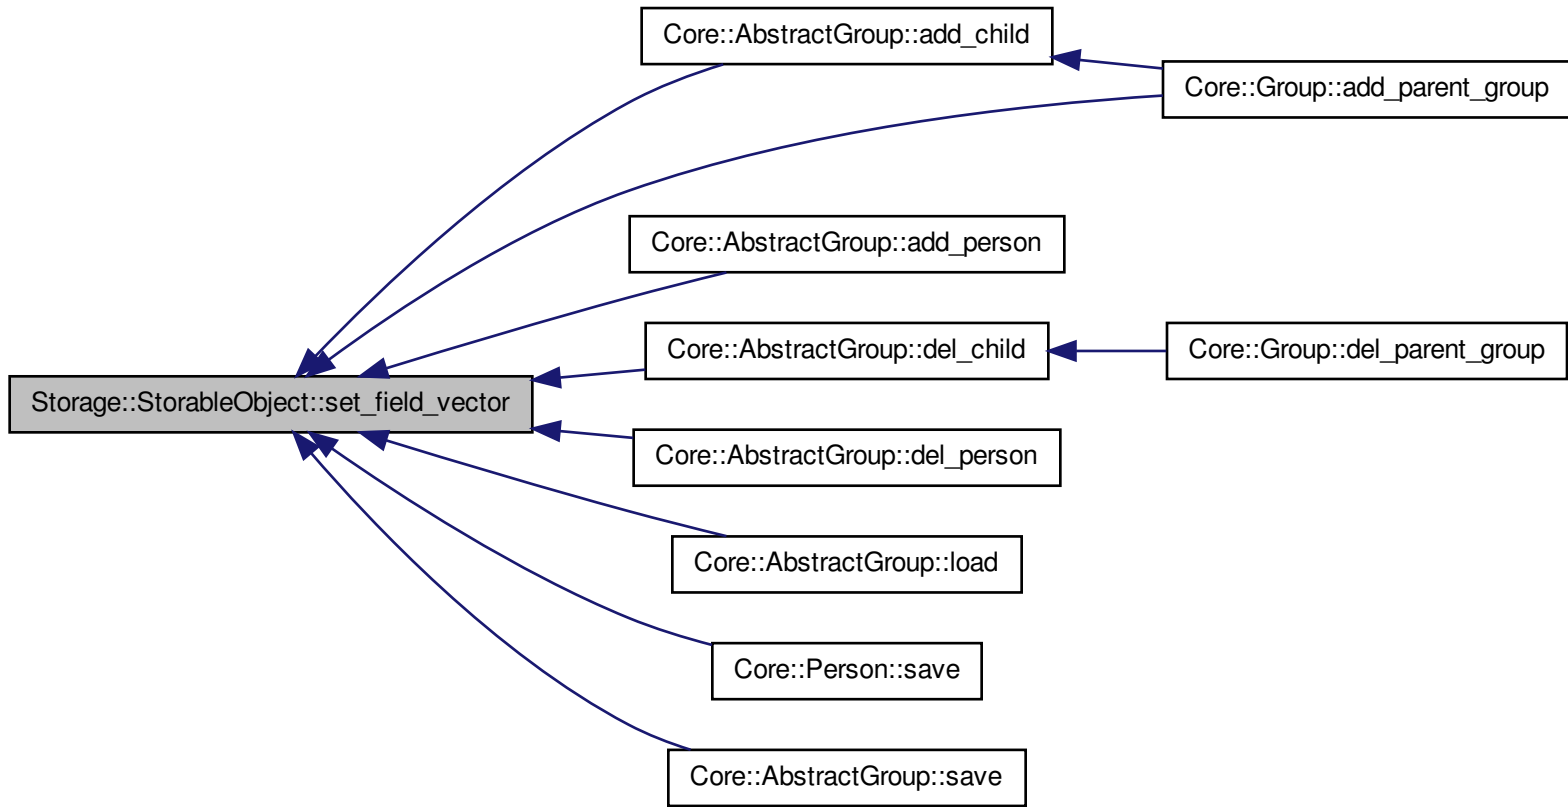 Core::AbstractGroup::add_child
Core::Group::add_parent_group
Core::AbstractGroup::add_person
Core::AbstractGroup::del_child
Core::Group::del_parent_group
Storage::StorableObject::set_field_vector
Core::AbstractGroup::del_person
Core::AbstractGroup::load
Core::Person::save
Core::AbstractGroup::save